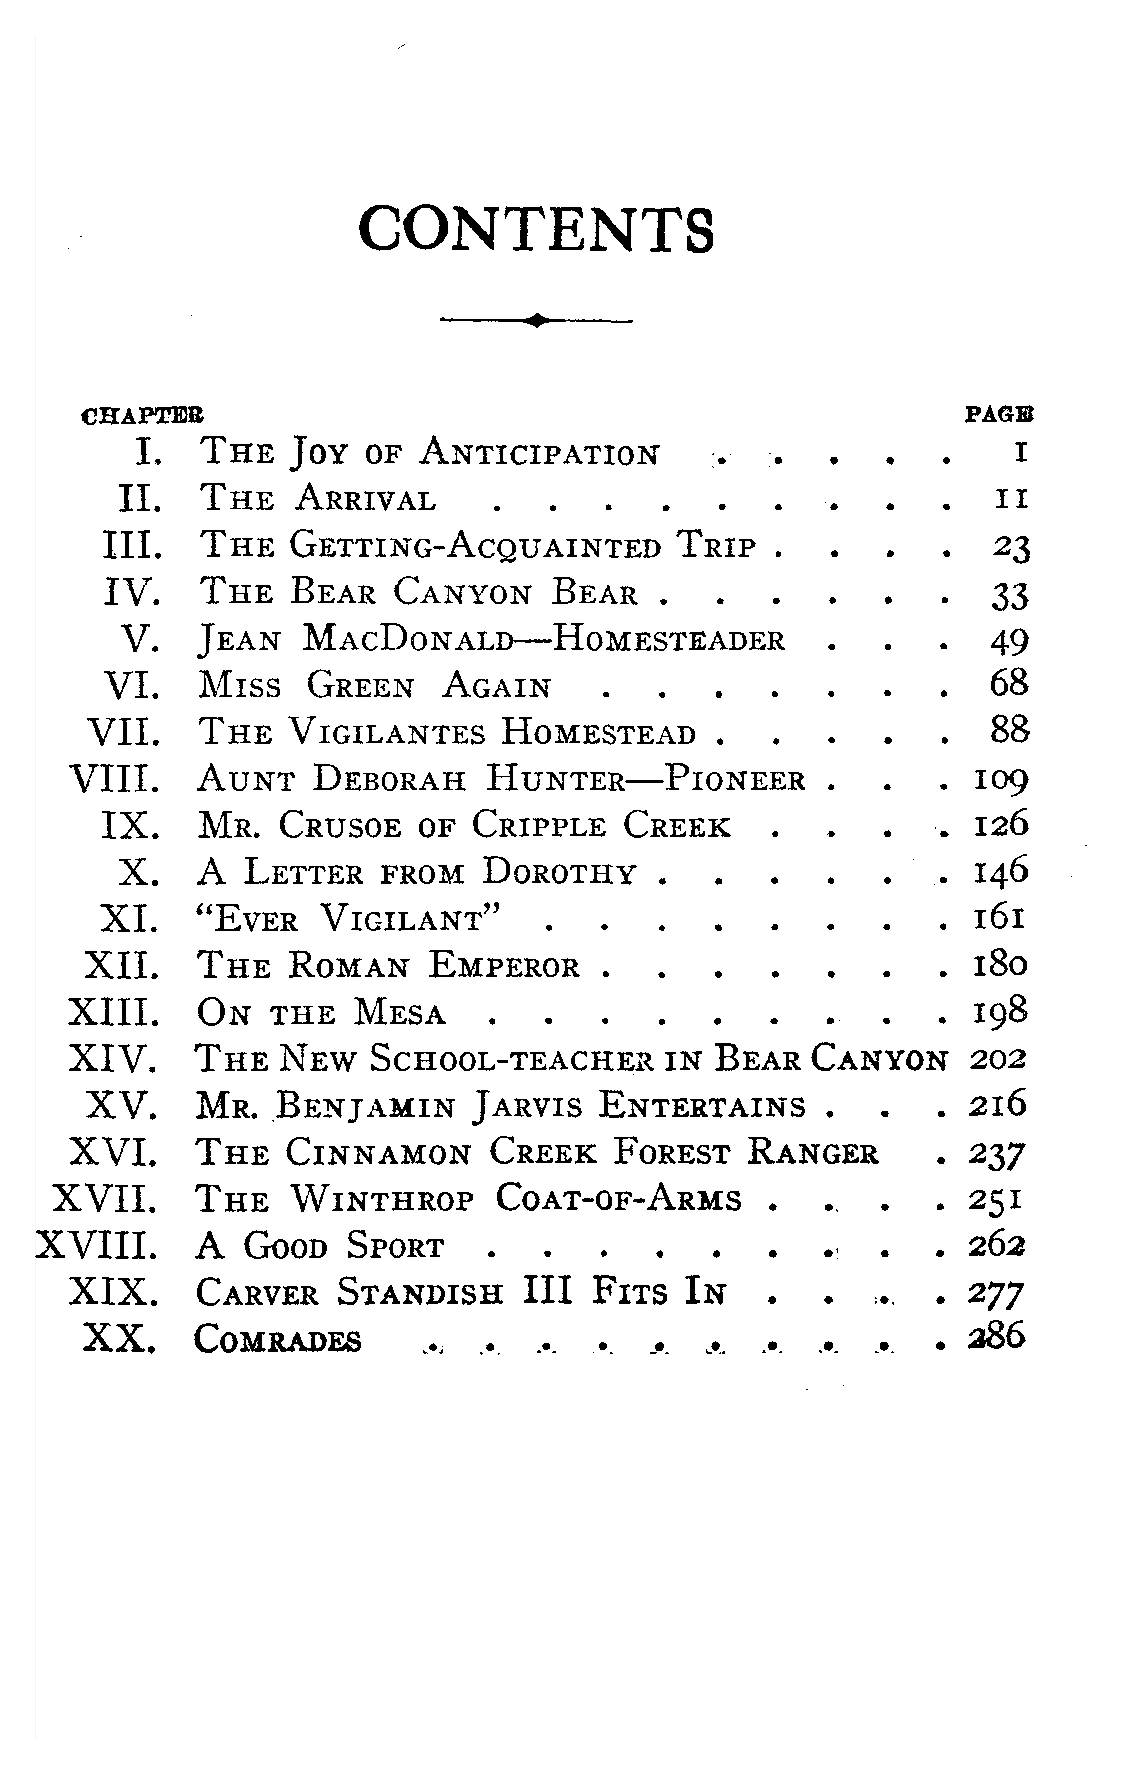 CONTENTS
CHAPTER PAGE
I. THE JOY OF ANTICIPATION . . . . . 1
II. THE ARRIVAL . . . . . . . . . 11
III. THE GETTING-ACQUAINTED TRIP . . . . 23
IV. THE BEAR CANYON BEAR . . . . . . 33
V. JEAN MACDONALD—HOMESTEADER . . . 49
VI. MISS GREEN AGAIN . . . . . . . 68
VII. THE VIGILANTES HOMESTEAD . . . . . 88
VIII. AUNT DEBORAH HUNTER—PIONEER . . . 109
IX. MR. CRUSOE OF CRIPPLE CREEK . . . . 126
X. A LETTER FROM DOROTHY . . . . . . 146
XI. “EVER VIGILANT” . . . . . . . . 161
XII. THE ROMAN EMPEROR . . . . . . . 180
XIII. ON THE MESA . . . . . . . . . 198
XIV. THE NEW SCHOOL-TEACHER IN BEAR CANYON 202
XV. MR. BENJAMIN JARVIS ENTERTAINS . . . 216
XVI. THE CINNAMON CREEK FOREST RANGER . 237
XVII. THE WINTHROP COAT-OF-ARMS . . . . 251
XVIII. A GOOD SPORT . . . . . . . . . 262
XIX. CARVER STANDISH III FITS IN . . . . 277
XX. COMRADES . . . . . . . . . . 286